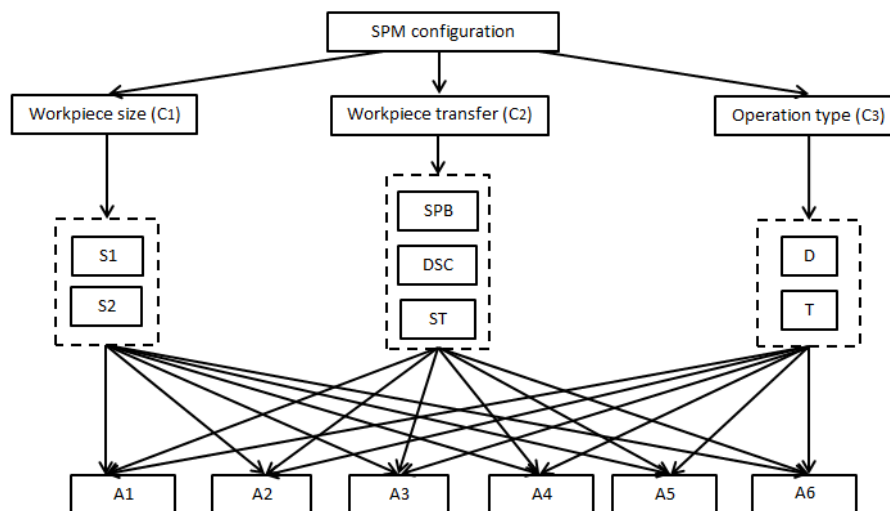 SPM configuration
Workpiece size (C1)
Workpiece transfer (C2)
Operation type (C3)
S1
S2
SPB
DSC
ST
D
T
A1
A2
A3
A4
A5
A6